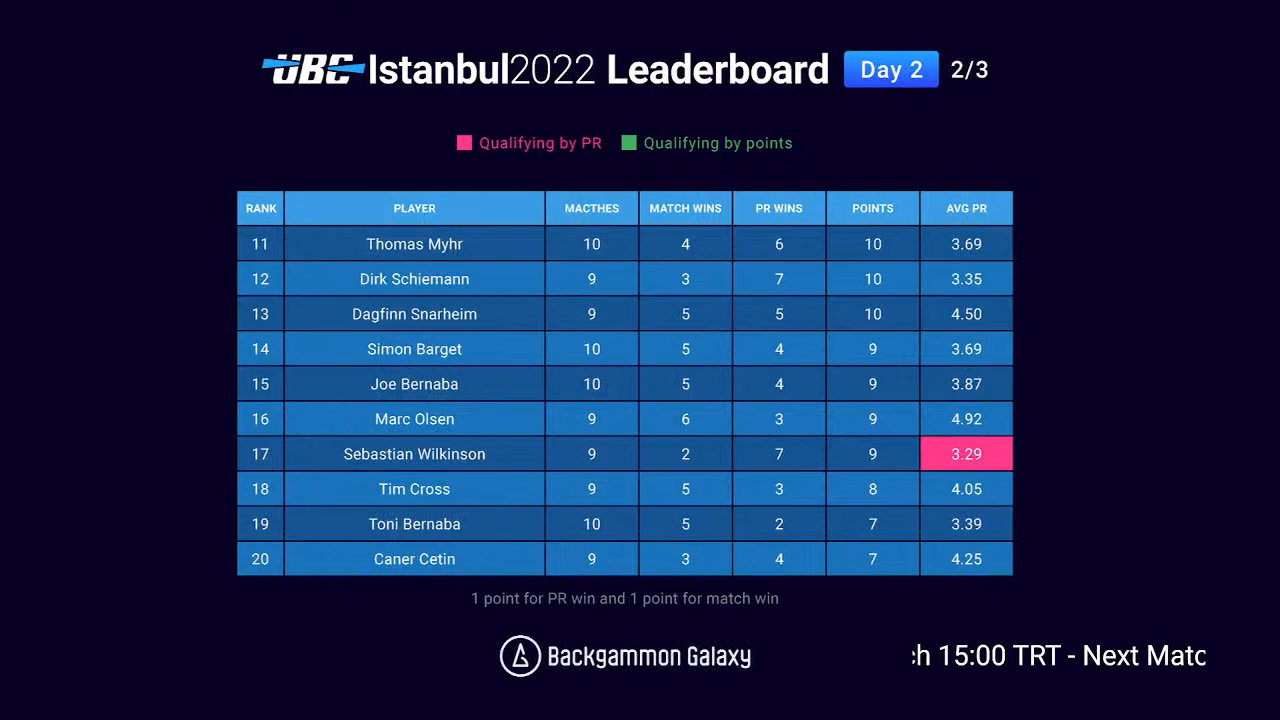 UBC Istanbul2022 Leaderboard Day 2 2/3
Qualifying by PR Qualifying by points
RANK PLAYER MACTHES MATCH WINS PR WINS POINTS AVG PR
11 Thomas Myhr 10 4 6 10 3.69
12 Dirk Schiemann 9 3 7 10 3.35
13 Dagfinn Snarheim 9 5 5 10 4.50
14 Simon Barget 10 5 4 9 3.69
15 Joe Bernaba 10 5 4 9 3.87
16 Marc Olsen 9 6 3 9 4.92
17 Sebastian Wilkinson 9 2 7 9 3.29
18 Tim Cross 9 5 3 8 4.05
19 Toni Bernaba 10 5 2 7 3.39
20 Caner Cetin 9 3 4 7 4.25
1 point for PR win and 1 point for match win
Backgammon Galaxy
15:00 TRT - Next